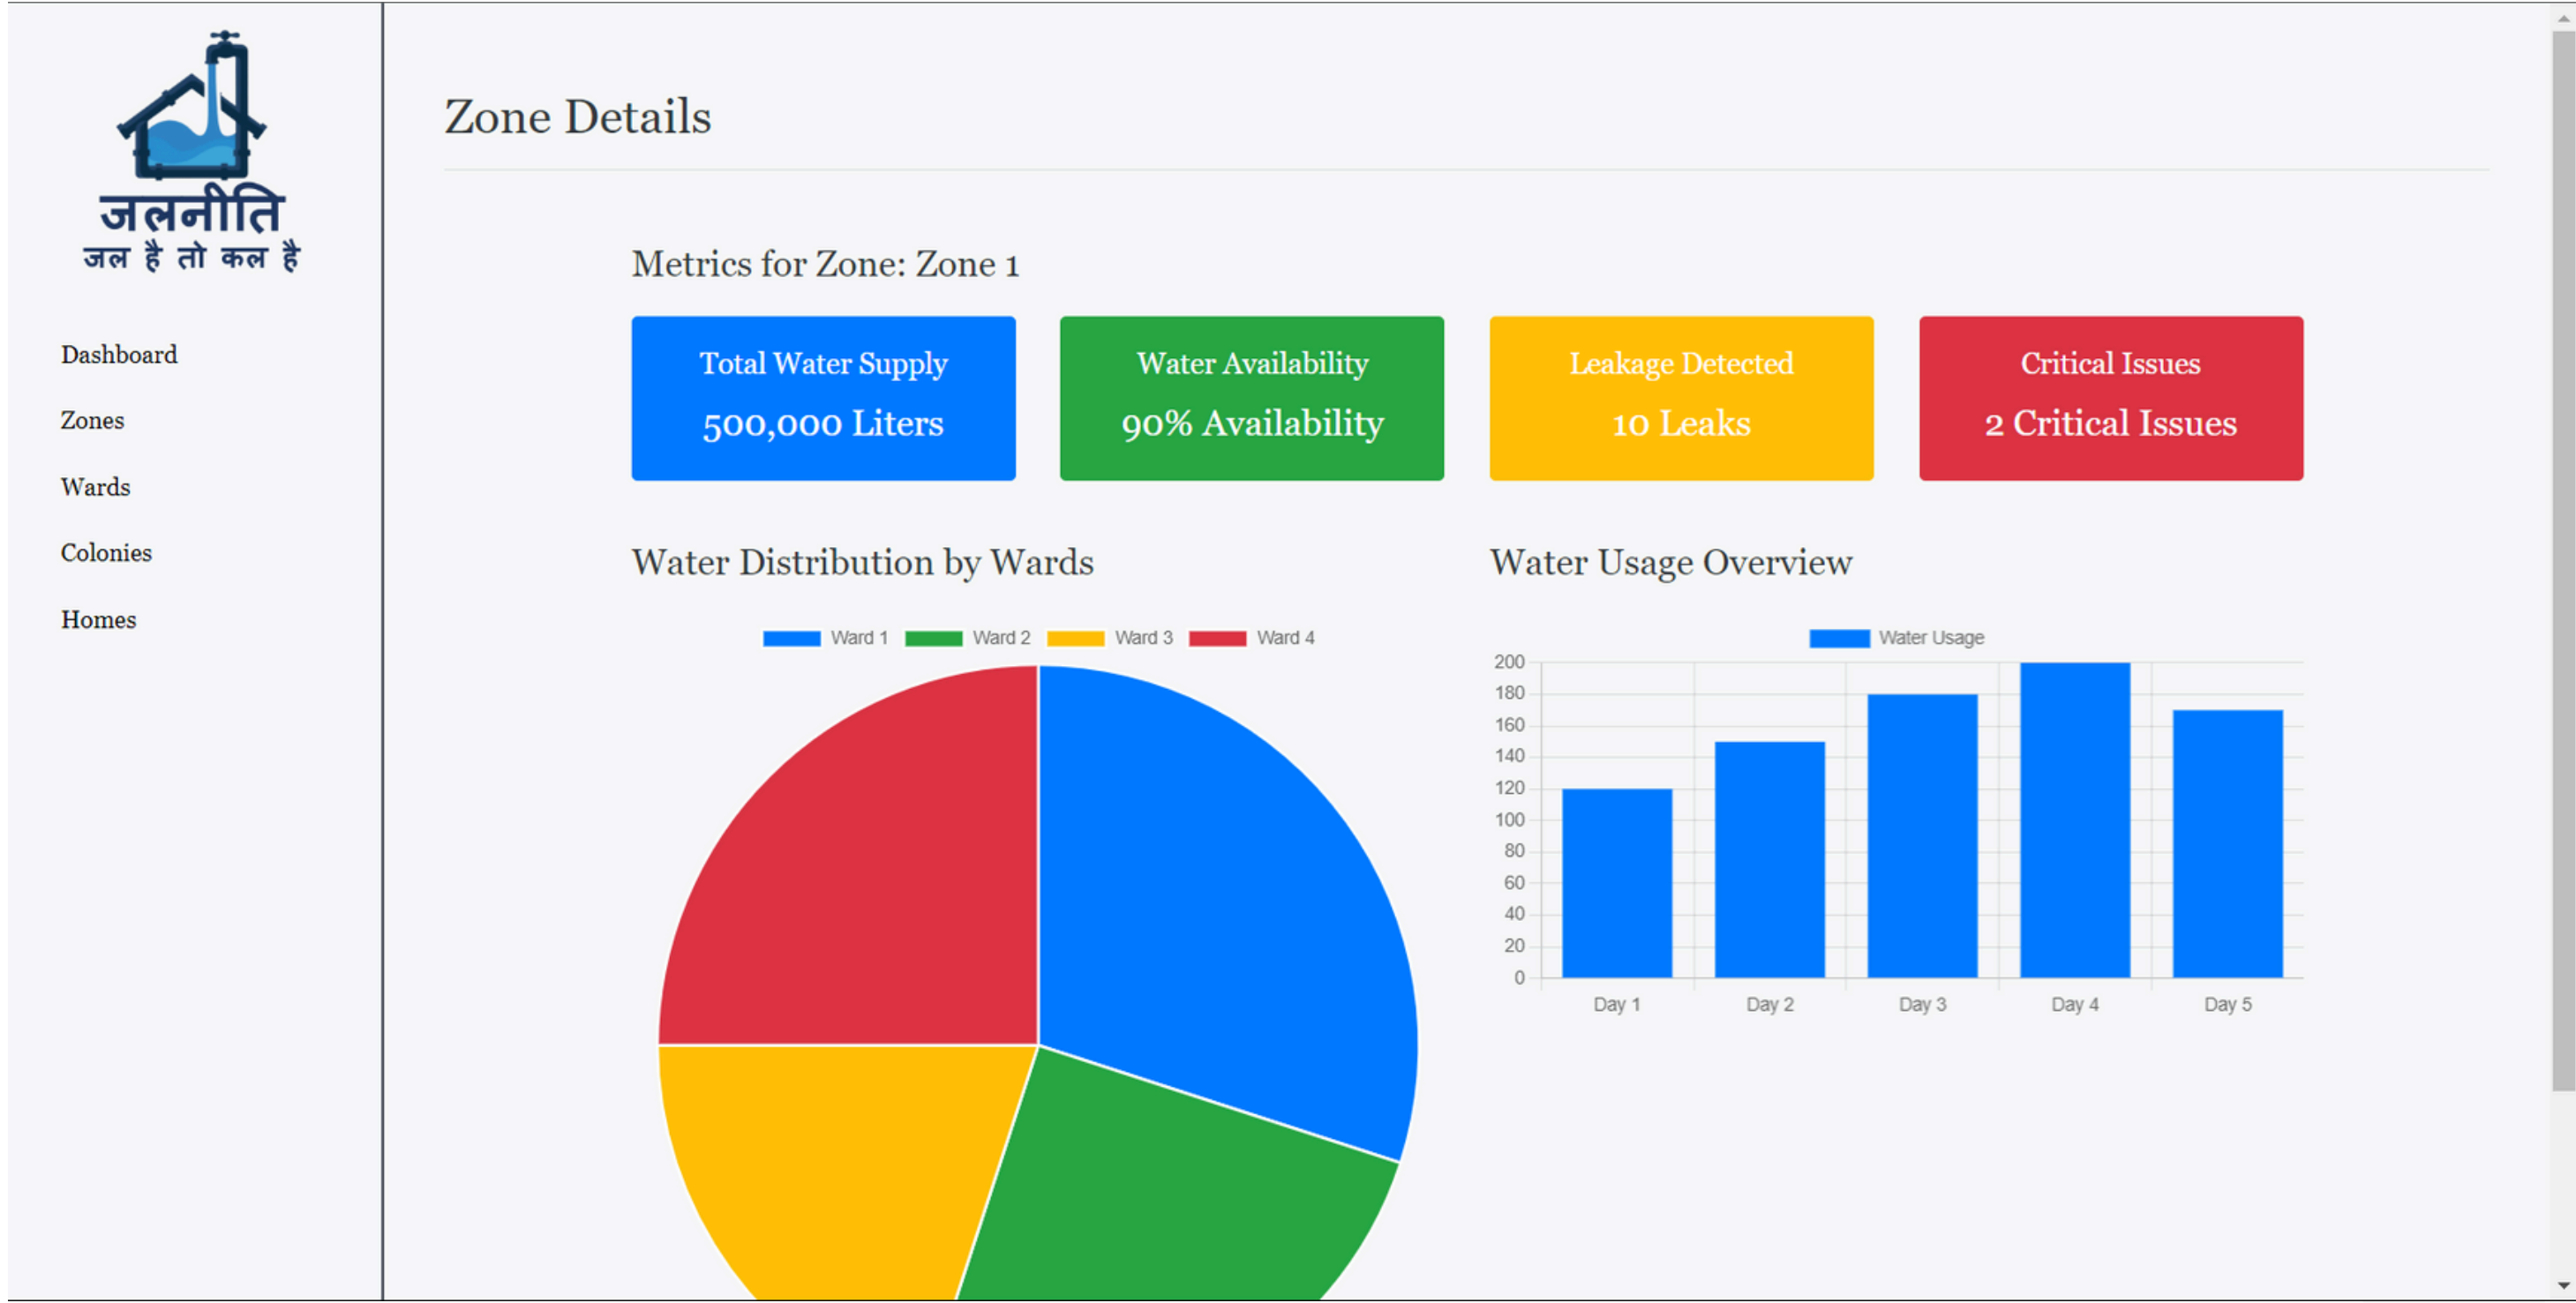 जलनीति
जल है तो कल है
Dashboard
Zones
Wards
Colonies
Homes
Zone Details
Metrics for Zone: Zone 1
Total Water Supply
500,000 Liters
Water Availability
90% Availability
Leakage Detected
10 Leaks
Critical Issues
2 Critical Issues
Water Distribution by Wards
Ward 1 Ward 2 Ward 3 Ward 4
Water Usage Overview
Water Usage
200
180
160
140
120
100
80
60
40
20
0
Day 1 Day 2 Day 3 Day 4 Day 5